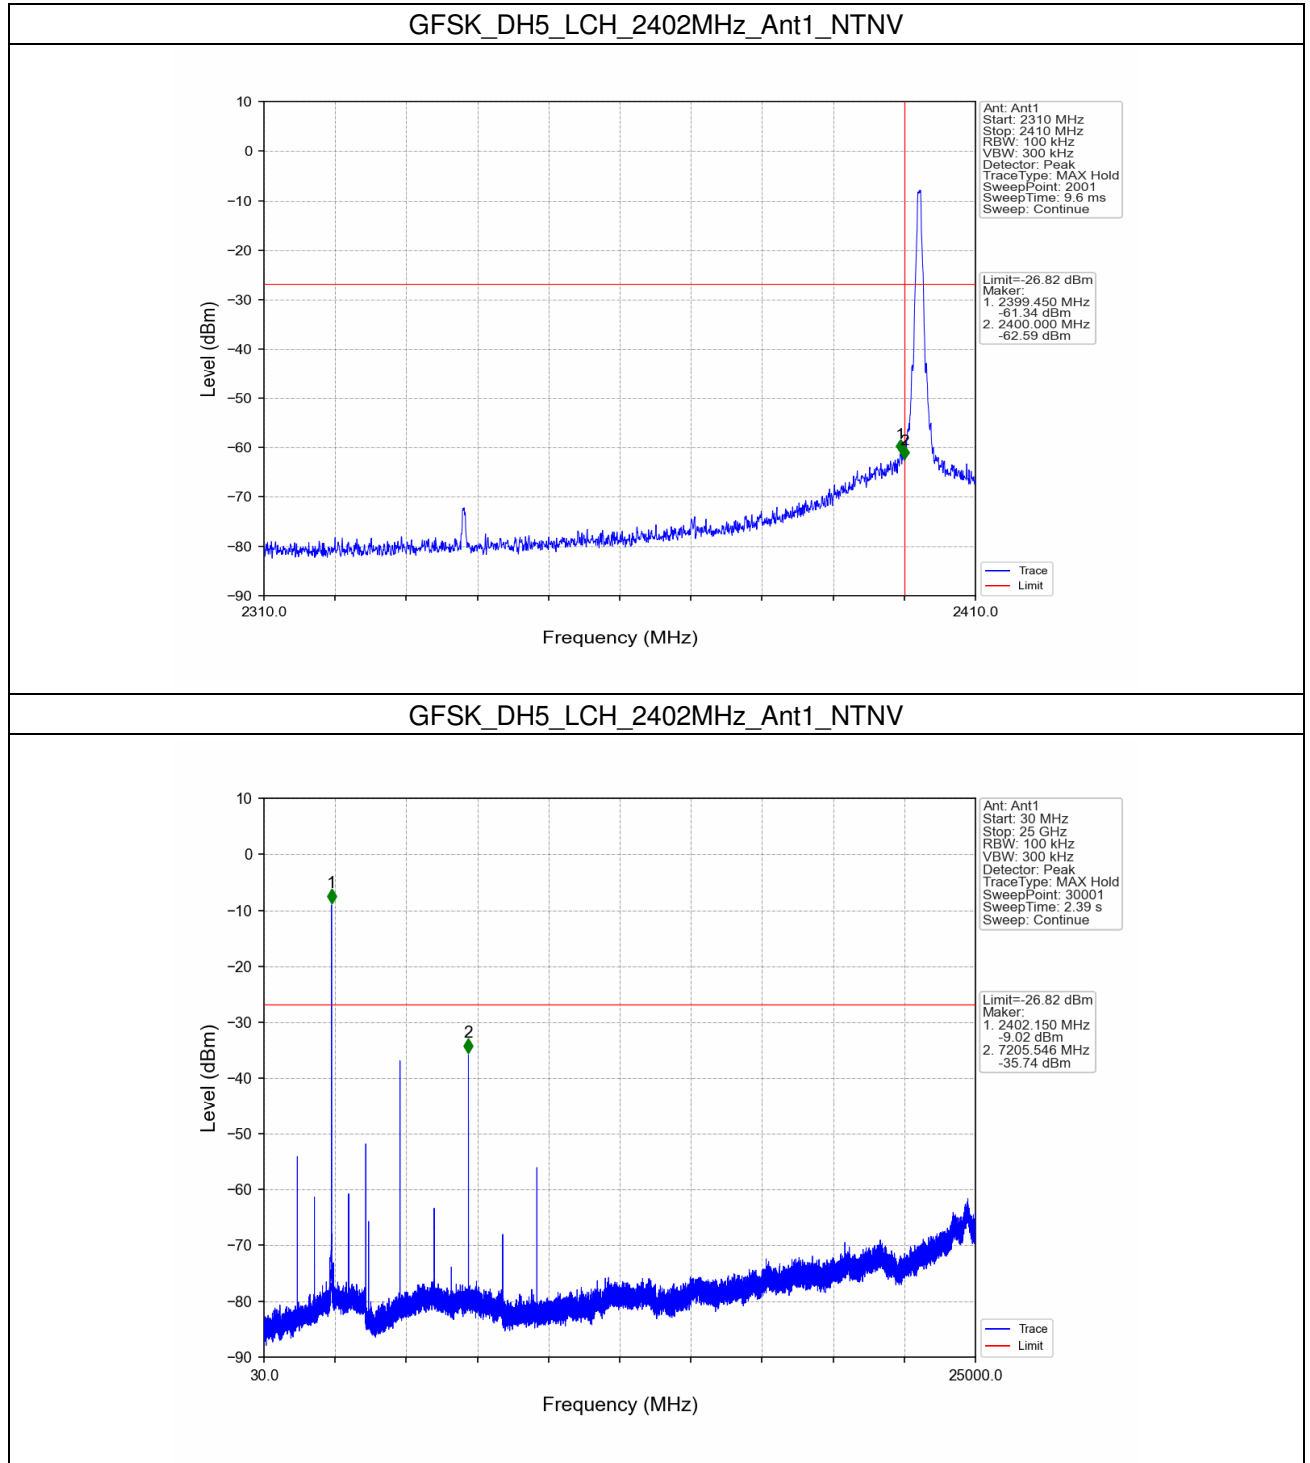 GFSK_DH5_LCH_2402MHz_Ant1_NTNV
10
0
−10
−20
−30
−40
−50
−60
−70
−80
−90
Level (dBm)
2310.0
2410.0
Frequency (MHz)
1
2
Ant: Ant1
Start: 2310 MHz
Stop: 2410 MHz
RBW: 100 kHz
VBW: 300 kHz
Detector: Peak
TraceType: MAX Hold
SweepPoint: 2001
SweepTime: 9.6 ms
Sweep: Continue
Limit=-26.82 dBm
Maker:
1. 2399.450 MHz
-61.34 dBm
2. 2400.000 MHz
-62.59 dBm
Trace
Limit
GFSK_DH5_LCH_2402MHz_Ant1_NTNV
10
0
−10
−20
−30
−40
−50
−60
−70
−80
−90
Level (dBm)
30.0
25000.0
Frequency (MHz)
1
2
Ant: Ant1
Start: 30 MHz
Stop: 25 GHz
RBW: 100 kHz
VBW: 300 kHz
Detector: Peak
TraceType: MAX Hold
SweepPoint: 30001
SweepTime: 2.39 s
Sweep: Continue
Limit=-26.82 dBm
Maker:
1. 2402.150 MHz
-9.02 dBm
2. 7205.546 MHz
-35.74 dBm
Trace
Limit